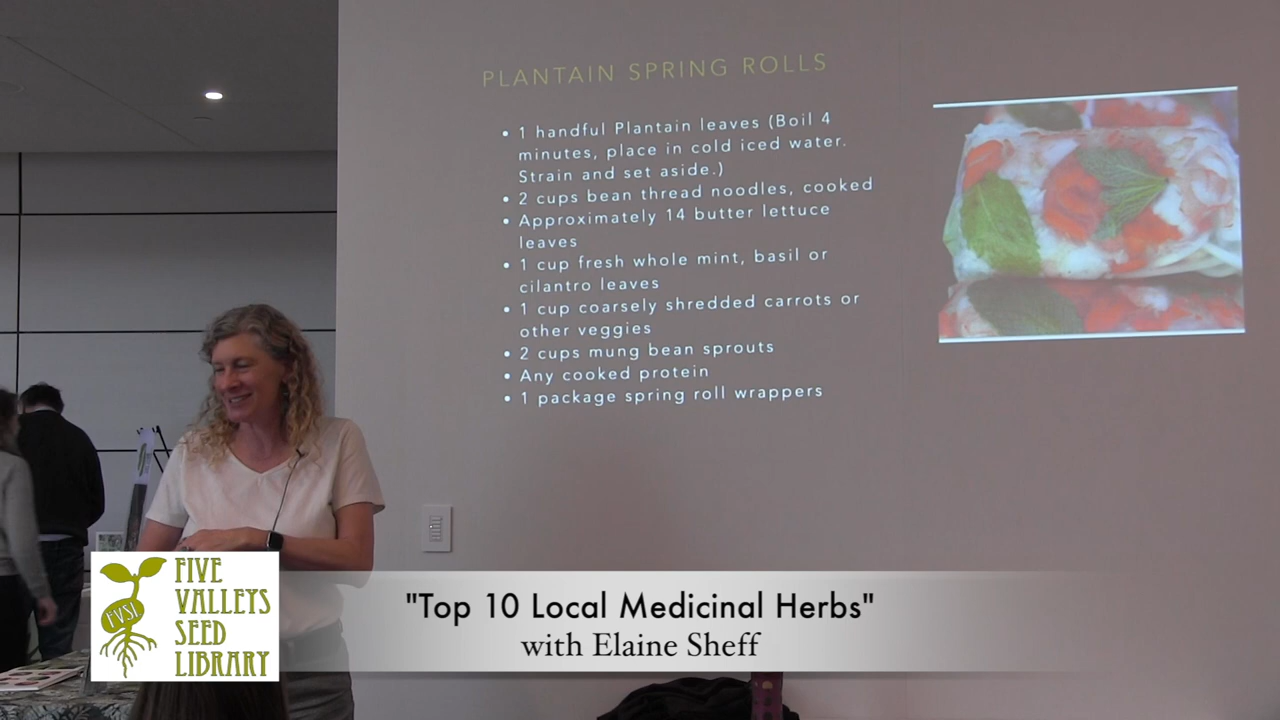 PLANTAIN SPRING ROLLS
• 1 handful Plantain leaves (Boil 4
minutes, place in cold iced water.
Strain and set aside.)
• 2 cups bean thread noodles, cooked
• Approximately 14 butter lettuce
leaves
• 1 cup fresh whole mint, basil or
cilantro leaves
• 1 cup coarsely shredded carrots or
other veggies
• 2 cups mung bean sprouts
• Any cooked protein
• 1 package spring roll wrappers
FVSL
FIVE
VALLEYS
SEED
LIBRARY
"Top 10 Local Medicinal Herbs"
with Elaine Sheff